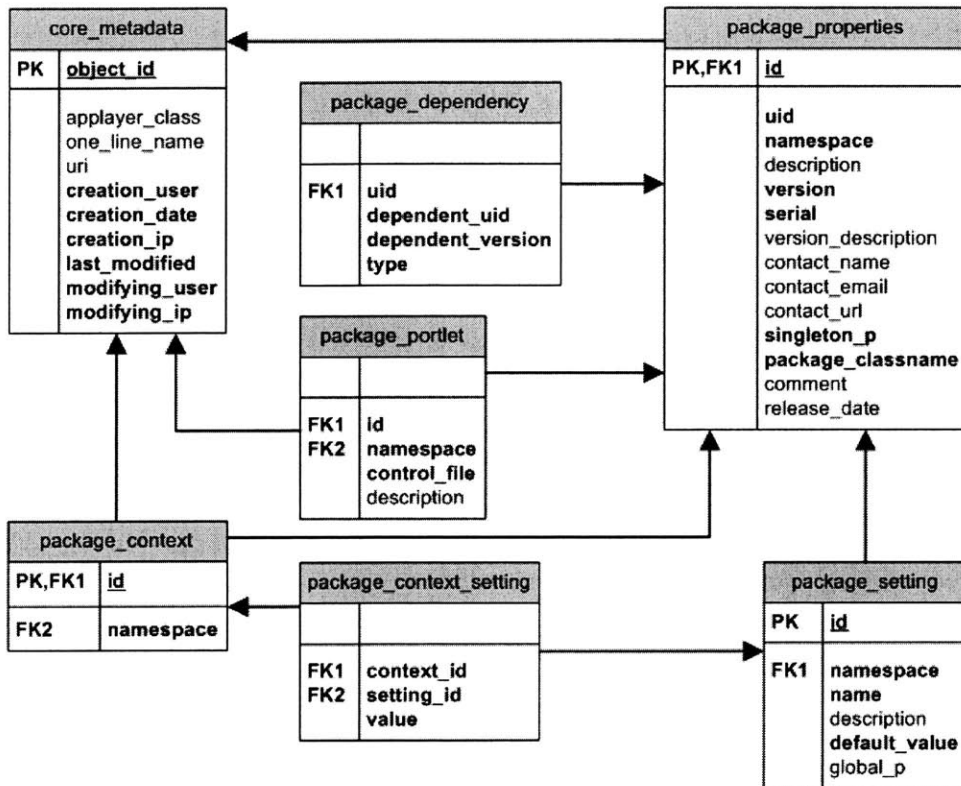 core_metadata
PK object_id
applayer_class
one_line_name
uri
creation_user
creation_date
creation_ip
last_modified
modifying_user
modifying_ip
package_properties
PK,FK1 id
uid
namespace
description
version
serial
version_description
contact_name
contact_email
contact_url
singleton_p
package_classname
comment
release_date
package_dependency
FK1 uid
dependent_uid
dependent_version
type
package_portlet
FK1 id
FK2 namespace
control_file
description
package_context
PK,FK1 id
FK2 namespace
package_context_setting
FK1 context_id
FK2 setting_id
value
package_setting
PK id
FK1 namespace
name
description
default_value
global_p